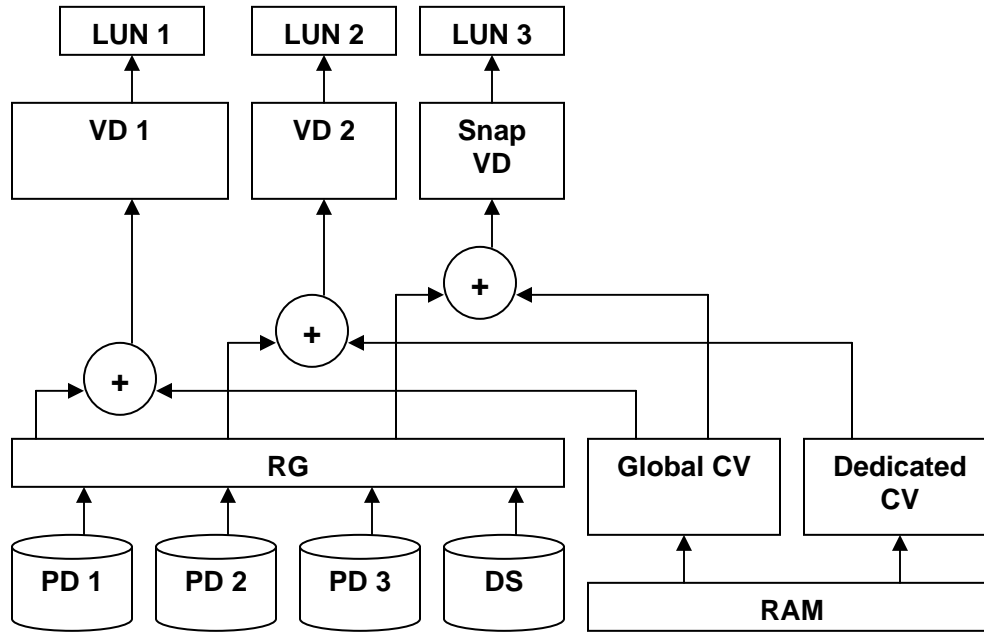 LUN 1
LUN 2
LUN 3
VD 1
VD 2
Snap
VD
+
+
+
RG
Global CV
Dedicated
CV
PD 1
PD 2
PD 3
DS
RAM